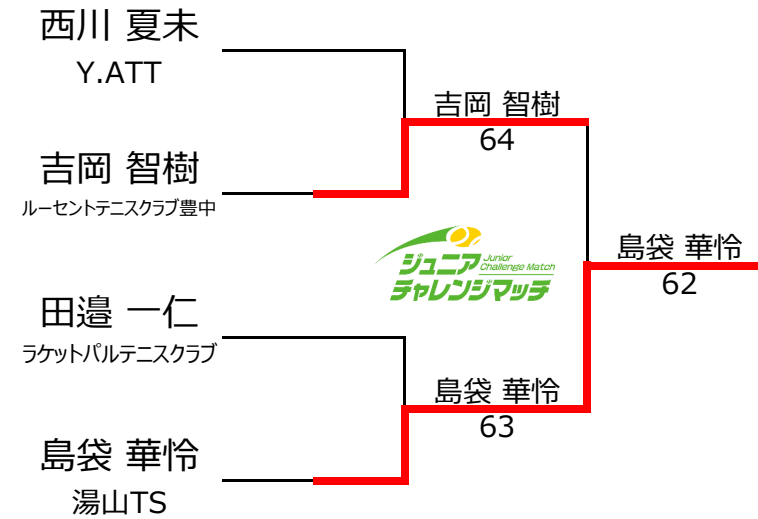 西川 夏未
Y.ATT
吉岡 智樹
64
吉岡 智樹
ルーセントテニスクラブ豊中
ジュニア Junior Challenge Match
チャレンジマッチ
島袋 華怜
62
田邉 一仁
ラケットパルテニスクラブ
島袋 華怜
63
島袋 華怜
湯山TS